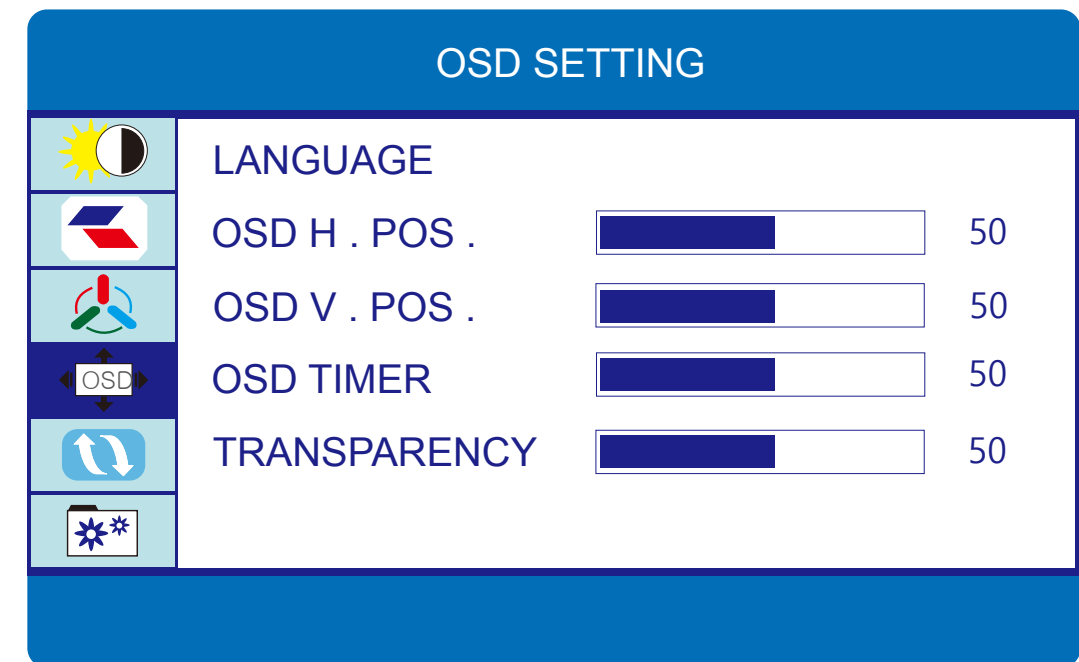 OSD SETTING
LANGUAGE
OSD H . POS . 50
OSD V . POS . 50
OSD
OSD TIMER 50
TRANSPARENCY 50